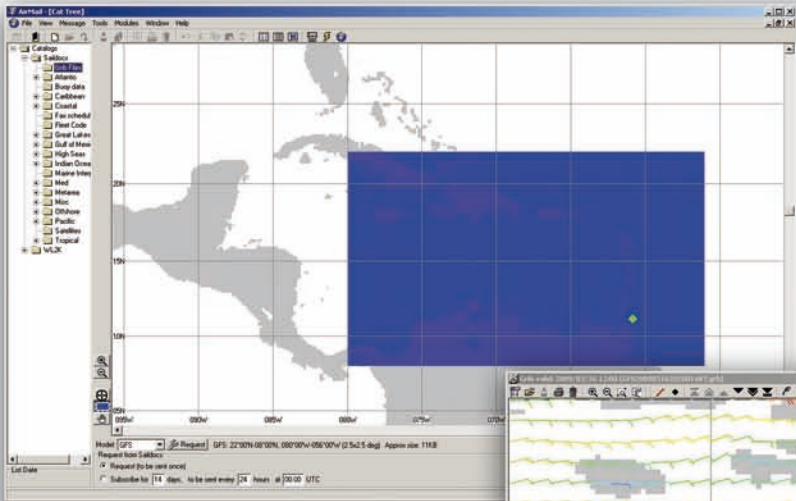 AirMail - [Cat Tree]
File View Message Tools Modules Window Help
Catalogs
Saildocs
Grib Files
Atlantic
Buoy data
Caribbean
Coastal
Fax schedul
Fleet Code
Great Lakes
Gulf of Mexi
High Seas
Indian Ocea
Marine Inter
Med
Metarea
Misc
Offshore
Pacific
Satellites
Tropical
WL2K
25N
20N
15N
10N
05N
095W
090W
085W
080W
075W
070W
Model: GFS Request GFS: 22°00'N-08°00'N, 080°00'W-056°00'W (2.5x2.5 deg) Approx size: 11KB
List Date
Request from Saildocs:
Request (to be sent once)
Subscribe for 14 days, to be sent every 24 hours at 00:00 UTC